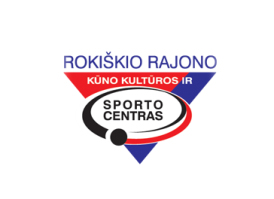 ROKIŠKIO RAJONO
KŪNO KULTŪROS IR
SPORTO
CENTRAS